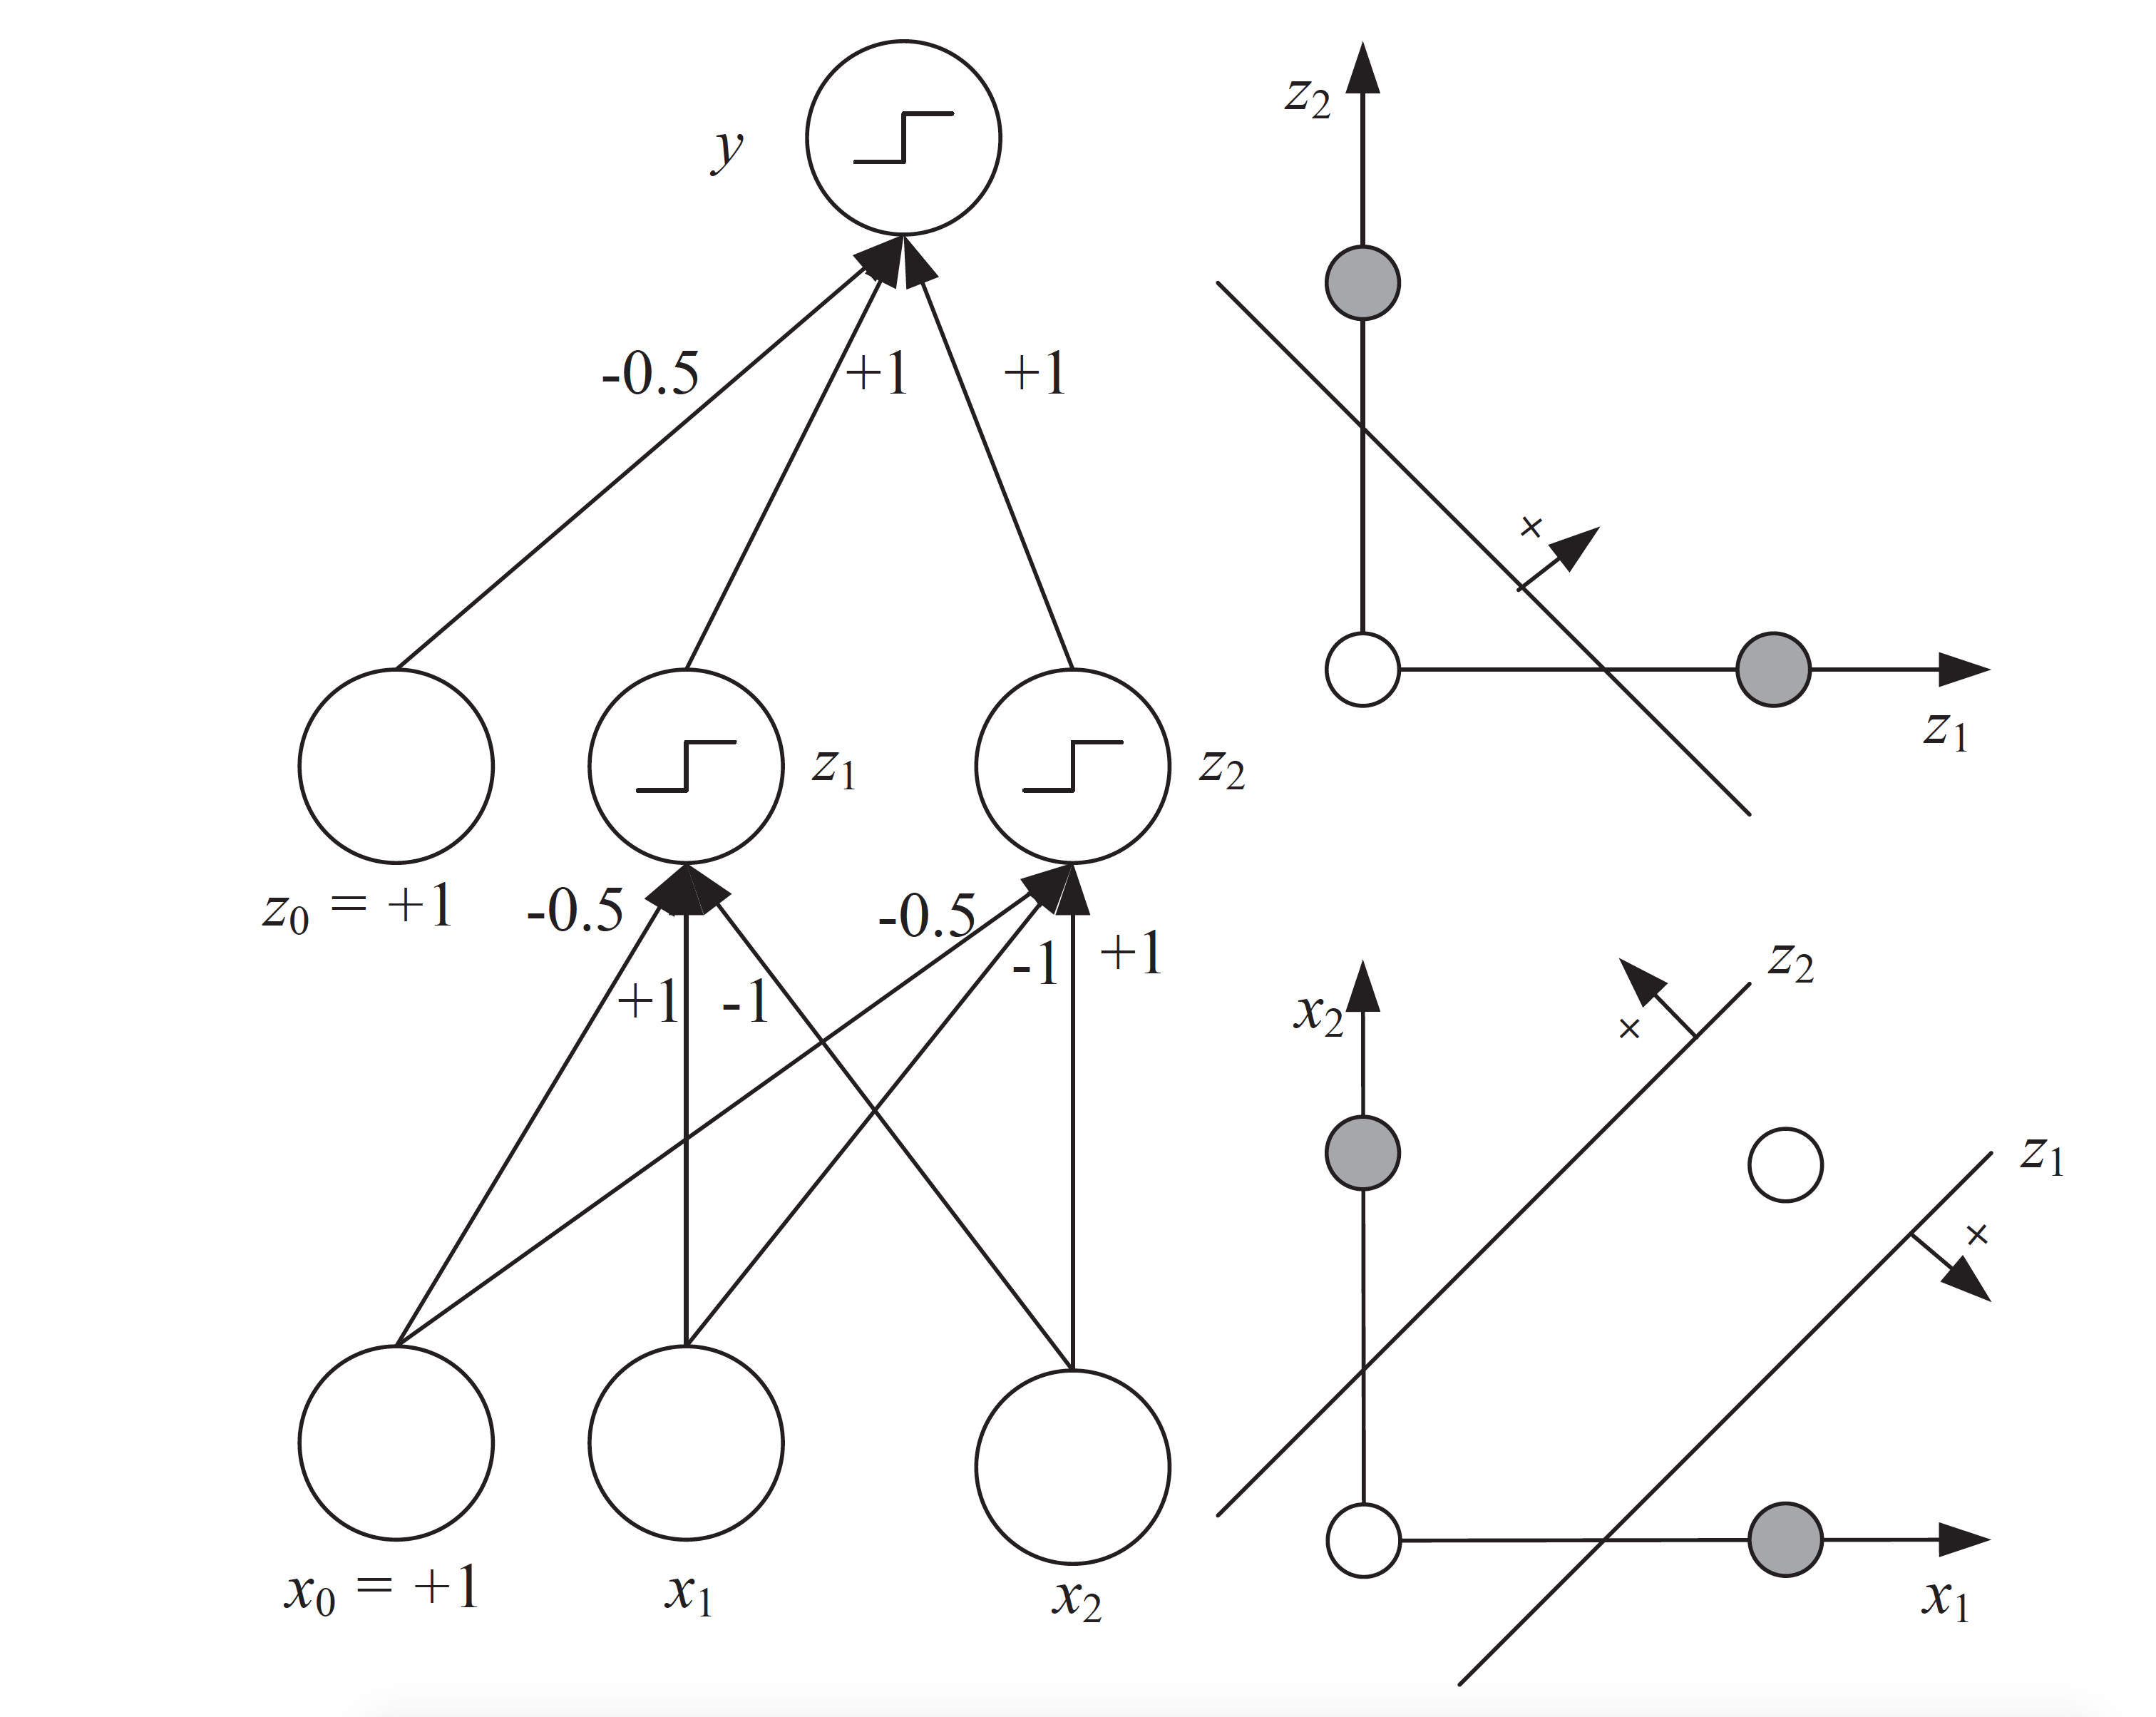 y
-0.5
+1
+1
z₀ = +1
z₁
z₂
-0.5
+1
-1
-0.5
-1
+1
x₀ = +1
x₁
x₂
z₂
+
z₁
x₂
z₂
+
z₁
+
x₁